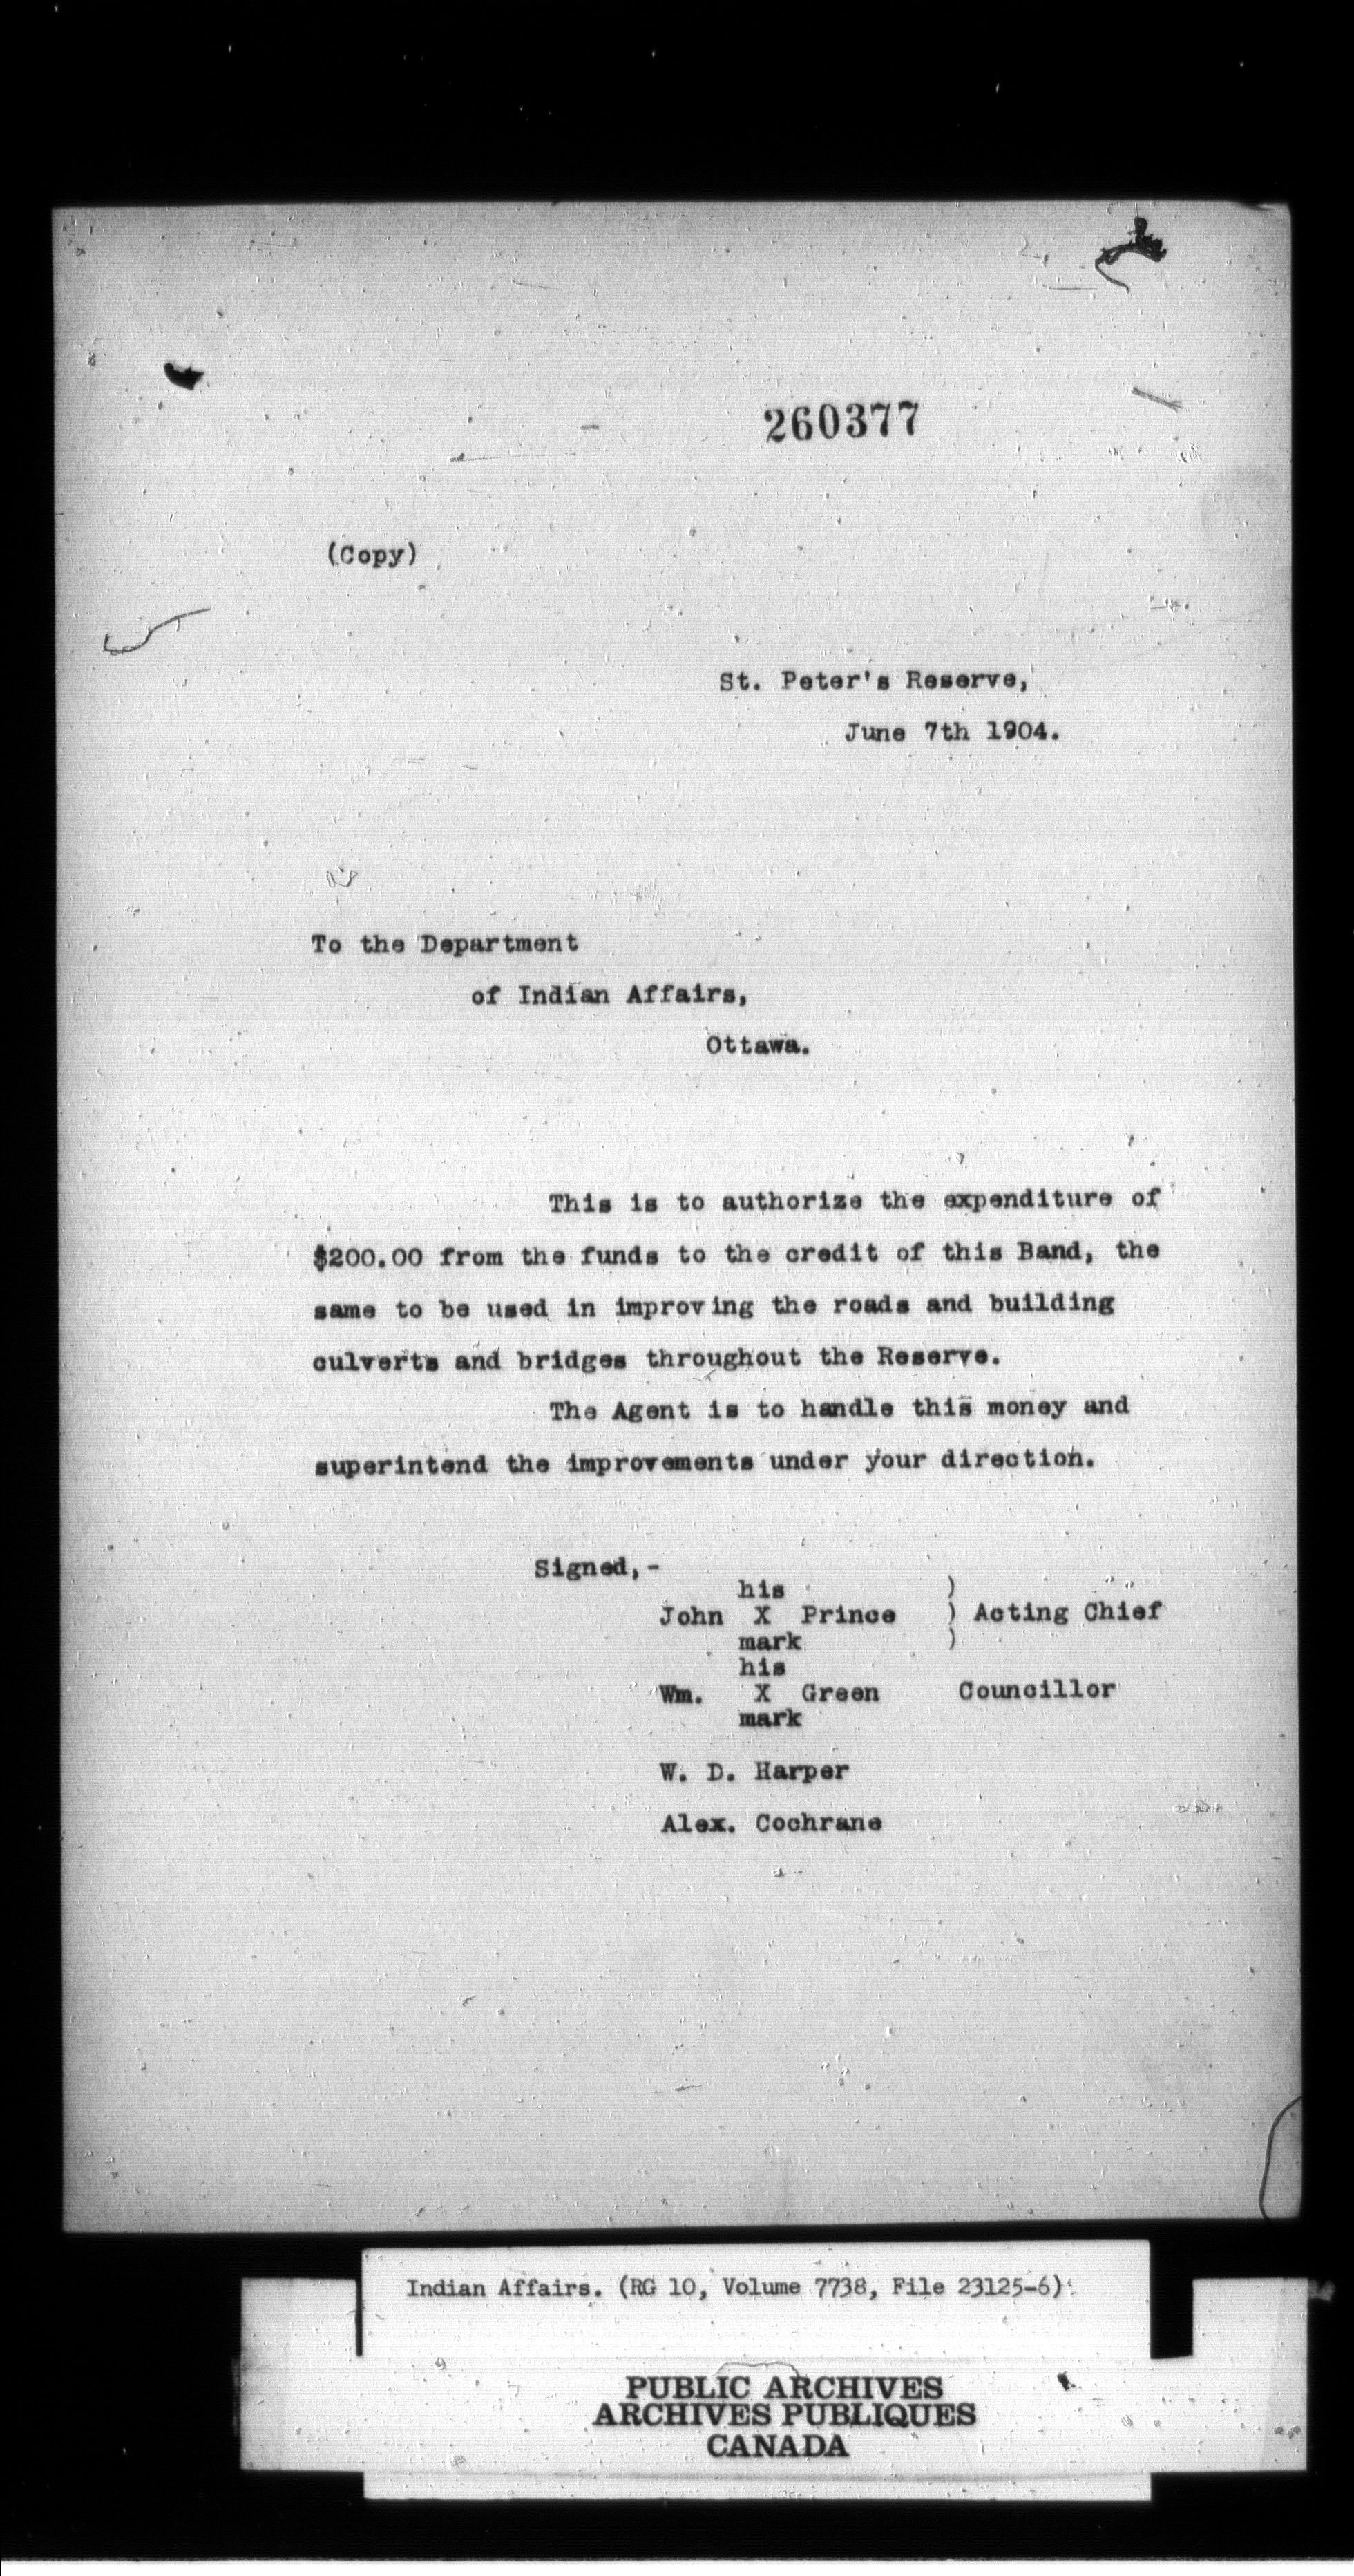 260377
(Copy)
St. Peter's Reserve,
June 7th 1904.
To the Department
of Indian Affairs,
Ottawa.
This is to authorize the expenditure of
$200.00 from the funds to the credit of this Band, the
same to be used in improving the roads and building
culverts and bridges throughout the Reserve.
The Agent is to handle this money and
superintend the improvements under your direction.
Signed,-
his )
John X Prince ) Acting Chief
mark )
his
Wm. X Green Councillor
mark
W. D. Harper
Alex. Cochrane
Indian Affairs. (RG 10, Volume 7738, File 23125-6)
PUBLIC ARCHIVES
ARCHIVES PUBLIQUES
CANADA